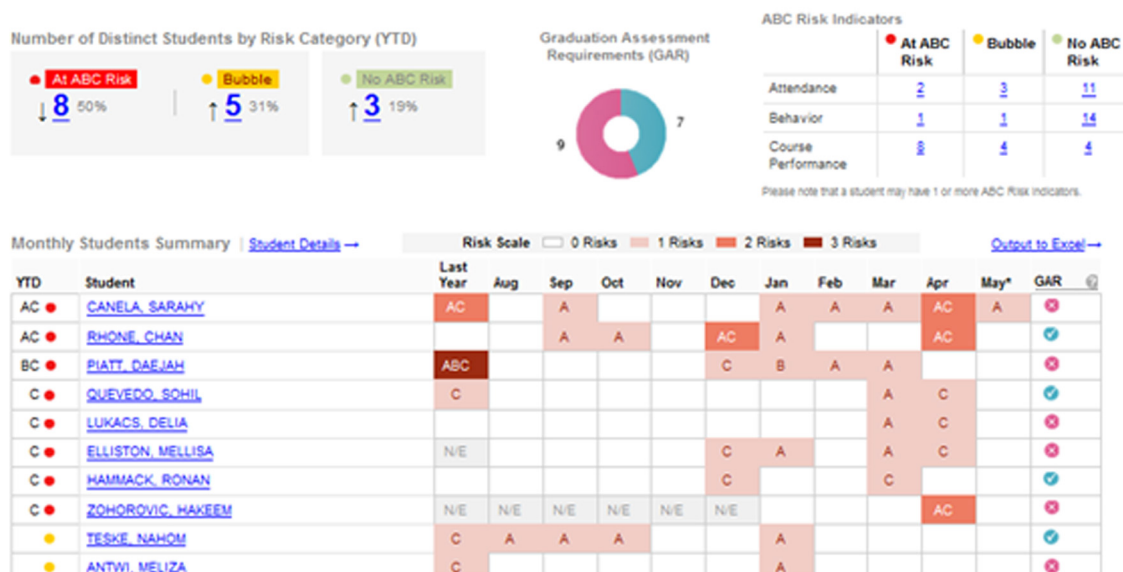 Number of Distinct Students by Risk Category (YTD)
At ABC Risk
8 50%
Bubble
5 31%
No ABC Risk
3 19%
Graduation Assessment
Requirements (GAR)
9
7
ABC Risk Indicators
At ABC Risk Bubble No ABC Risk
Attendance 2 3 11
Behavior 1 1 14
Course Performance 8 4 4
Please note that a student may have 1 or more ABC Risk Indicators.
Monthly Students Summary | Student Details →
Risk Scale 0 Risks 1 Risks 2 Risks 3 Risks
Output to Excel→
YTD Student Last Year Aug Sep Oct Nov Dec Jan Feb Mar Apr May* GAR
AC CANELA, SARAHY AC A A A A AC A
AC RHONE, CHAN A A AC A AC
BC PIATT, DAEJAH ABC C B A A
C QUEVEDO, SOHIL C A C
C LUKACS, DELIA A C
C ELLISTON, MELLISA N/E C A A C
C HAMMACK, RONAN C C
C ZOHOROVIC, HAKEEM N/E N/E N/E N/E N/E N/E AC
TESKE, NAHOM C A A A A
ANTWI, MELIZA C A